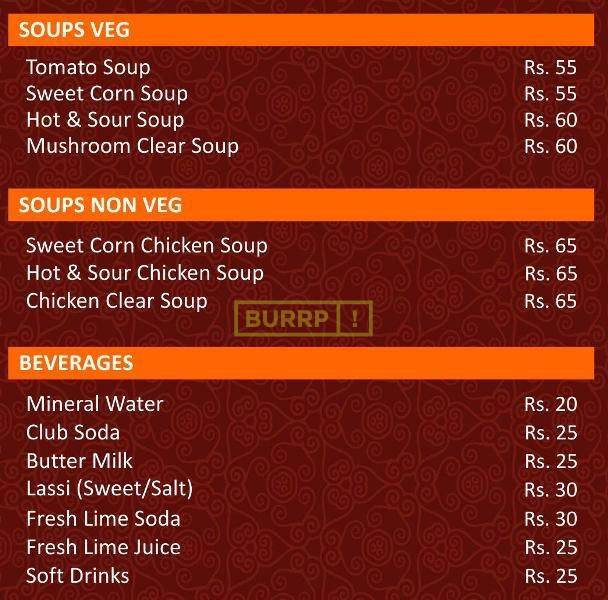 SOUPS VEG
Tomato Soup Rs. 55
Sweet Corn Soup Rs. 55
Hot & Sour Soup Rs. 60
Mushroom Clear Soup Rs. 60
SOUPS NON VEG
Sweet Corn Chicken Soup Rs. 65
Hot & Sour Chicken Soup Rs. 65
Chicken Clear Soup Rs. 65
BURRP !
BEVERAGES
Mineral Water Rs. 20
Club Soda Rs. 25
Butter Milk Rs. 25
Lassi (Sweet/Salt) Rs. 30
Fresh Lime Soda Rs. 30
Fresh Lime Juice Rs. 25
Soft Drinks Rs. 25